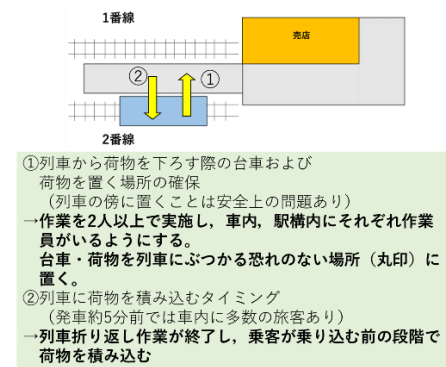 1番線
売店
②
①
2番線
①列車から荷物を下ろす際の台車および
荷物を置く場所の確保
（列車の傍に置くことは安全上の問題あり）
→作業を2人以上で実施し，車内，駅構内にそれぞれ作業
員がいるようにする。
台車・荷物を列車にぶつかる恐れのない場所（丸印）に
置く。
②列車に荷物を積み込むタイミング
（発車約5分前では車内に多数の旅客あり）
→列車折り返し作業が終了し，乗客が乗り込む前の段階で
荷物を積み込む